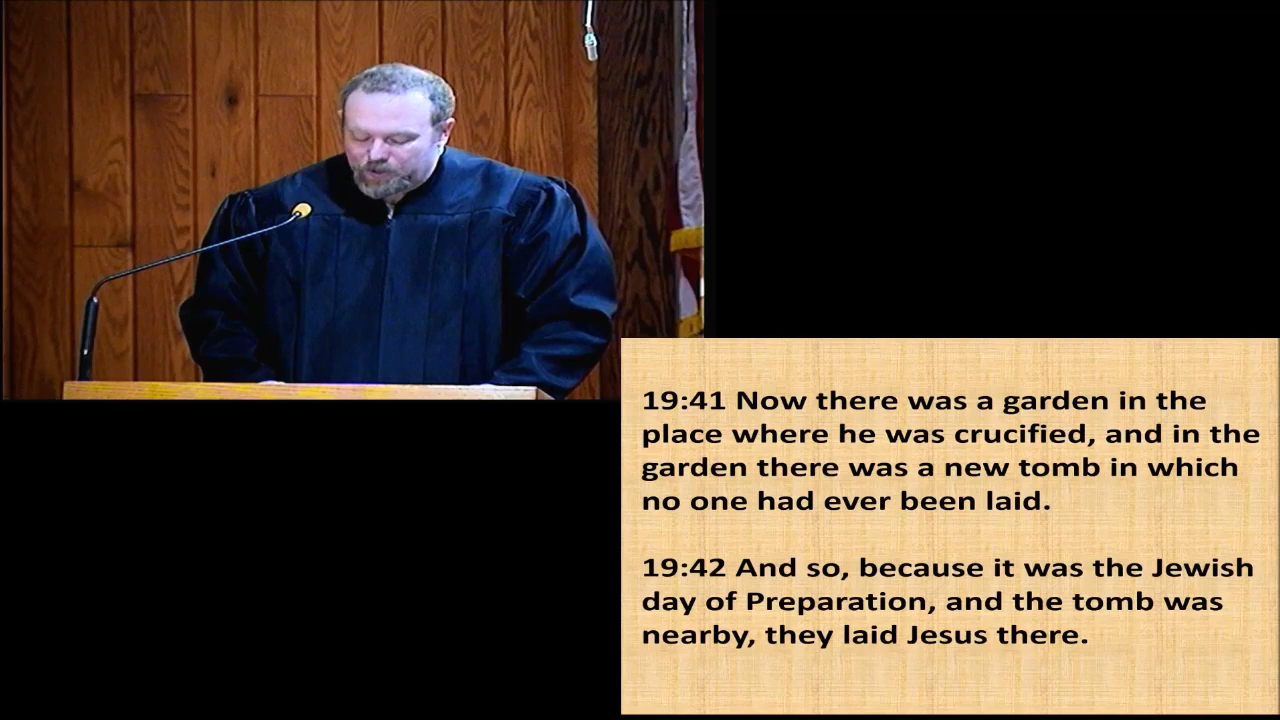 19:41 Now there was a garden in the
place where he was crucified, and in the
garden there was a new tomb in which
no one had ever been laid.
19:42 And so, because it was the Jewish
day of Preparation, and the tomb was
nearby, they laid Jesus there.